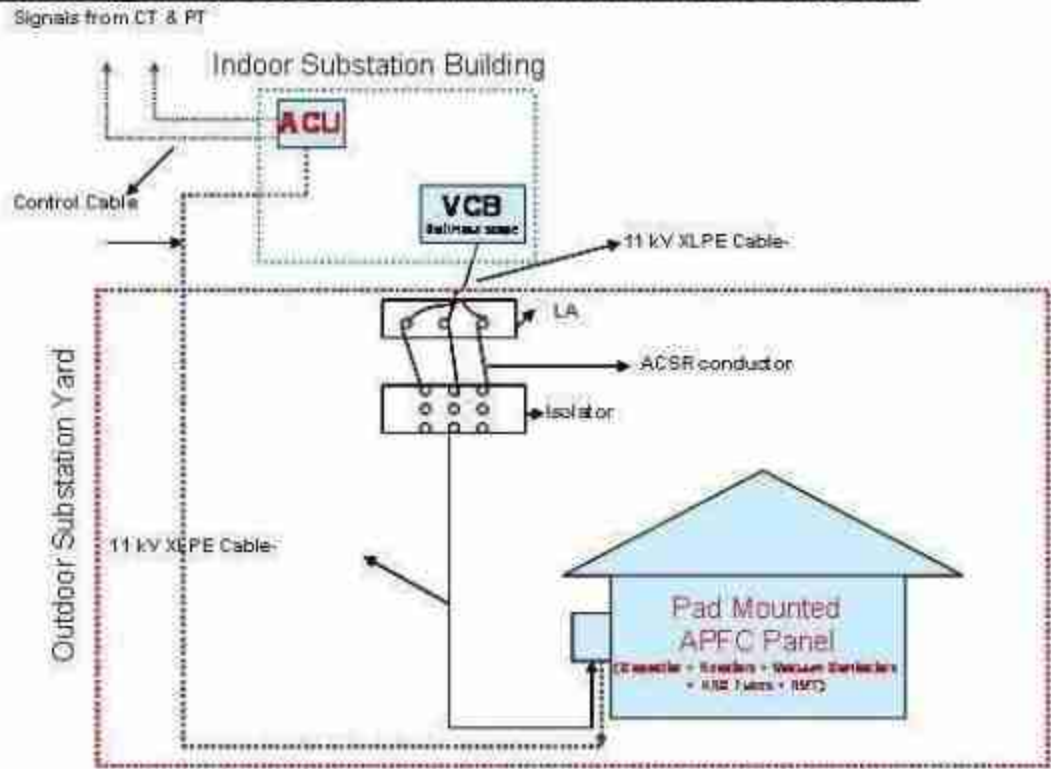 Signals from CT & PT
Indoor Substation Building
ACU
Control Cable
VCB
11 kV XLPE Cable-
LA
ACSR conductor
Isolator
Outdoor Substation Yard
11 kV XLPE Cable-
Pad Mounted
APFC Panel